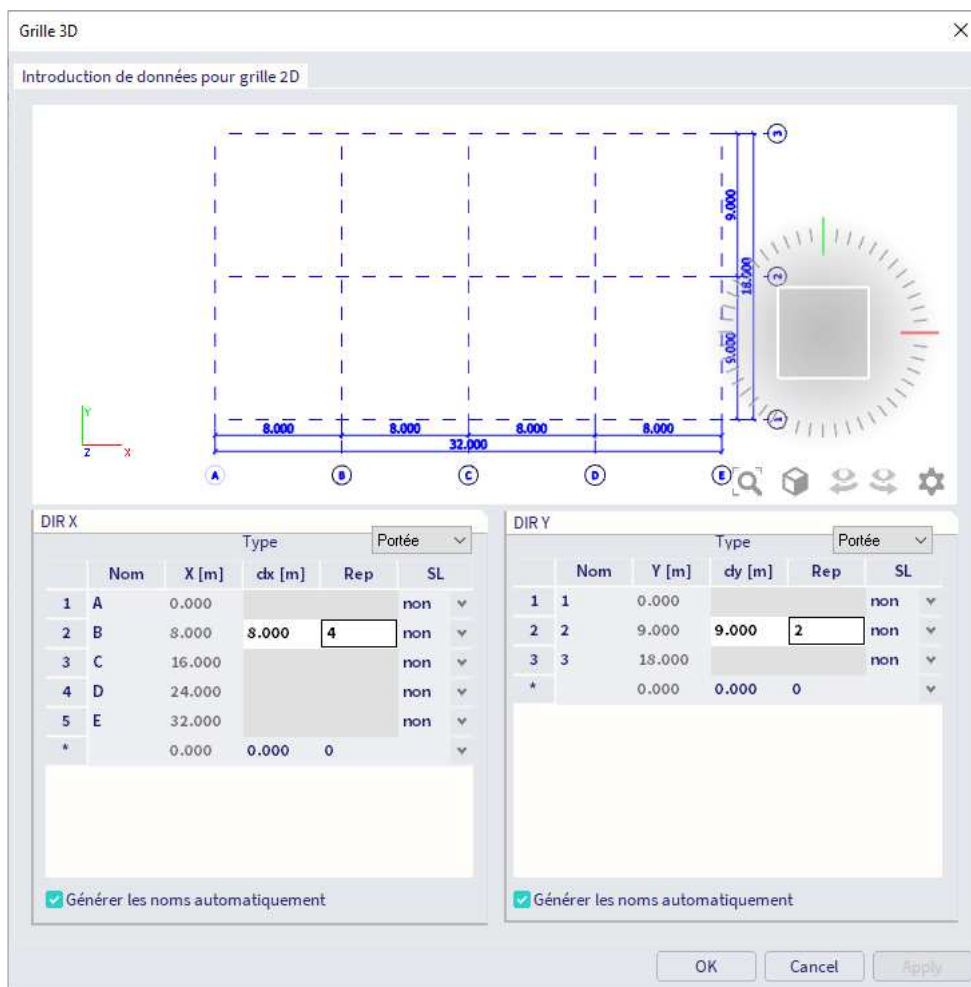 Grille 3D
Introduction de données pour grille 2D
3
9.000
18.000
2
9.000
1
Y
Z X
8.000 8.000 8.000 8.000
32.000
A B C D E
DIR X
Type Portée
Nom X [m] dx [m] Rep SL
1 A 0.000 non
2 B 8.000 8.000 4 non
3 C 16.000 non
4 D 24.000 non
5 E 32.000 non
* 0.000 0.000 0
Générer les noms automatiquement
DIR Y
Type Portée
Nom Y [m] dy [m] Rep SL
1 1 0.000 non
2 2 9.000 9.000 2 non
3 3 18.000 non
* 0.000 0.000 0
Générer les noms automatiquement
OK Cancel Apply